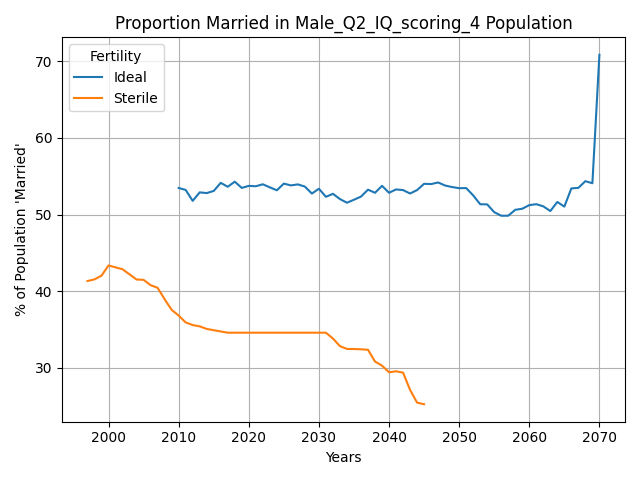 Proportion Married in Male_Q2_IQ_scoring_4 Population
Fertility
Ideal
Sterile
% of Population 'Married'
70
60
50
40
30
2000 2010 2020 2030 2040 2050 2060 2070
Years